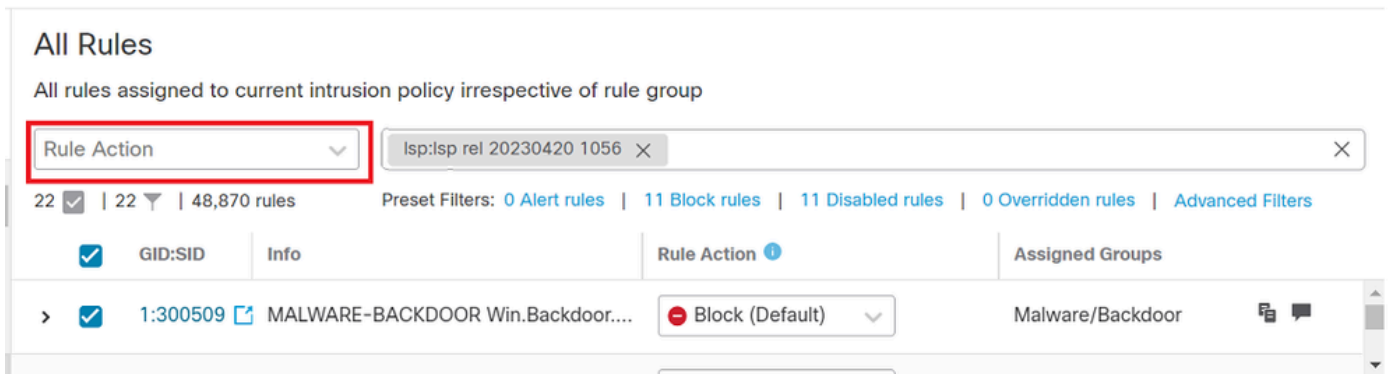 All Rules
All rules assigned to current intrusion policy irrespective of rule group
Rule Action lsp:lsp rel 20230420 1056
22 | 22 | 48,870 rules Preset Filters: 0 Alert rules | 11 Block rules | 11 Disabled rules | 0 Overridden rules | Advanced Filters
GID:SID Info Rule Action Assigned Groups
1:300509 MALWARE-BACKDOOR Win.Backdoor.... Block (Default) Malware/Backdoor